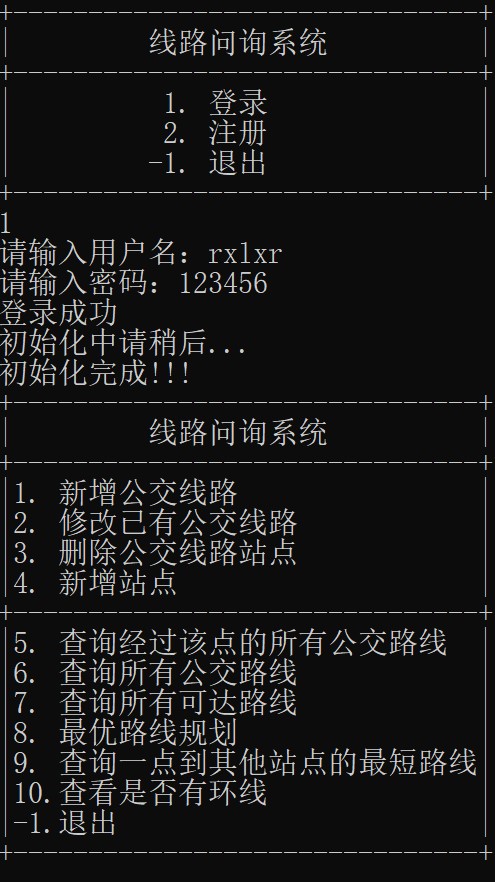 线路问询系统
1. 登录
2. 注册
-1. 退出
1
请输入用户名：rxlxr
请输入密码：123456
登录成功
初始化中请稍后...
初始化完成!!!
线路问询系统
1. 新增公交线路
2. 修改已有公交线路
3. 删除公交线路站点
4. 新增站点
5. 查询经过该点的所有公交路线
6. 查询所有公交路线
7. 查询所有可达路线
8. 最优路线规划
9. 查询一点到其他站点的最短路线
10.查看是否有环线
-1.退出